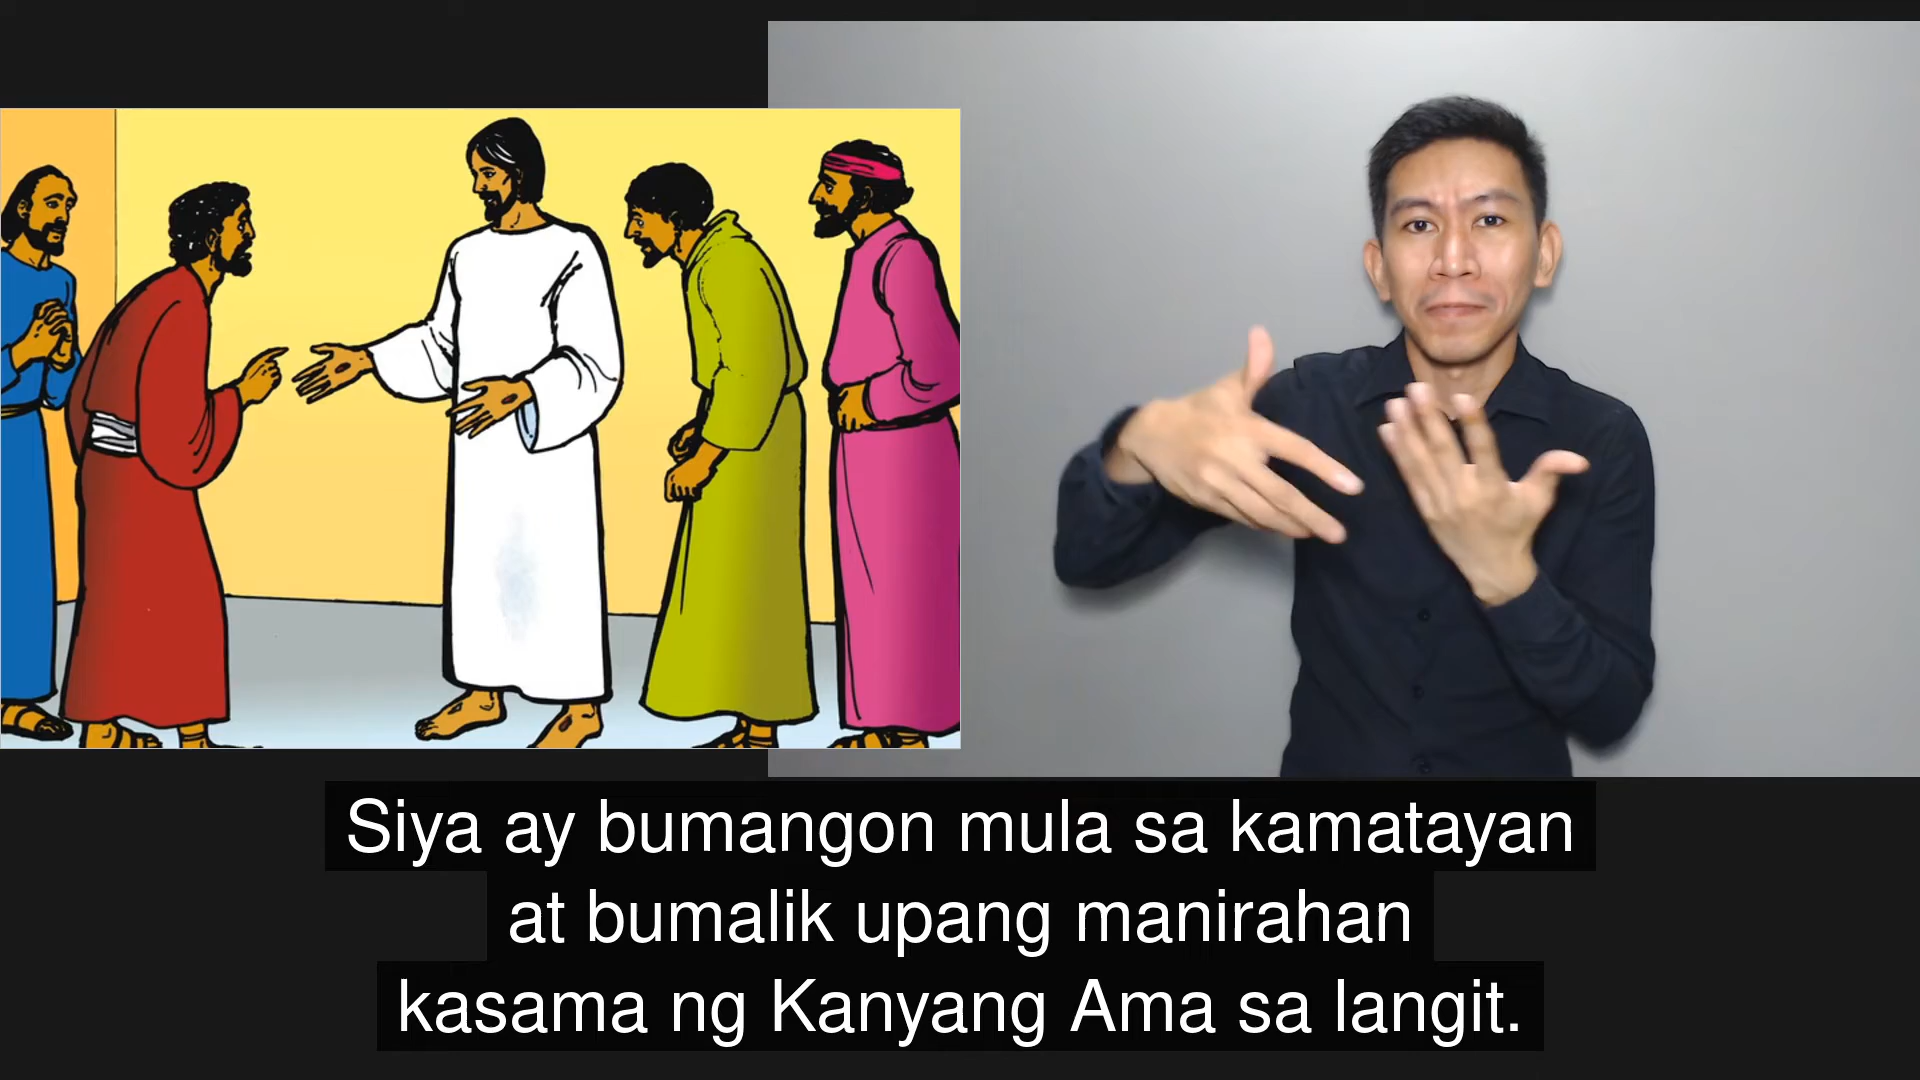 Siya ay bumangon mula sa kamatayan
at bumalik upang manirahan
kasama ng Kanyang Ama sa langit.